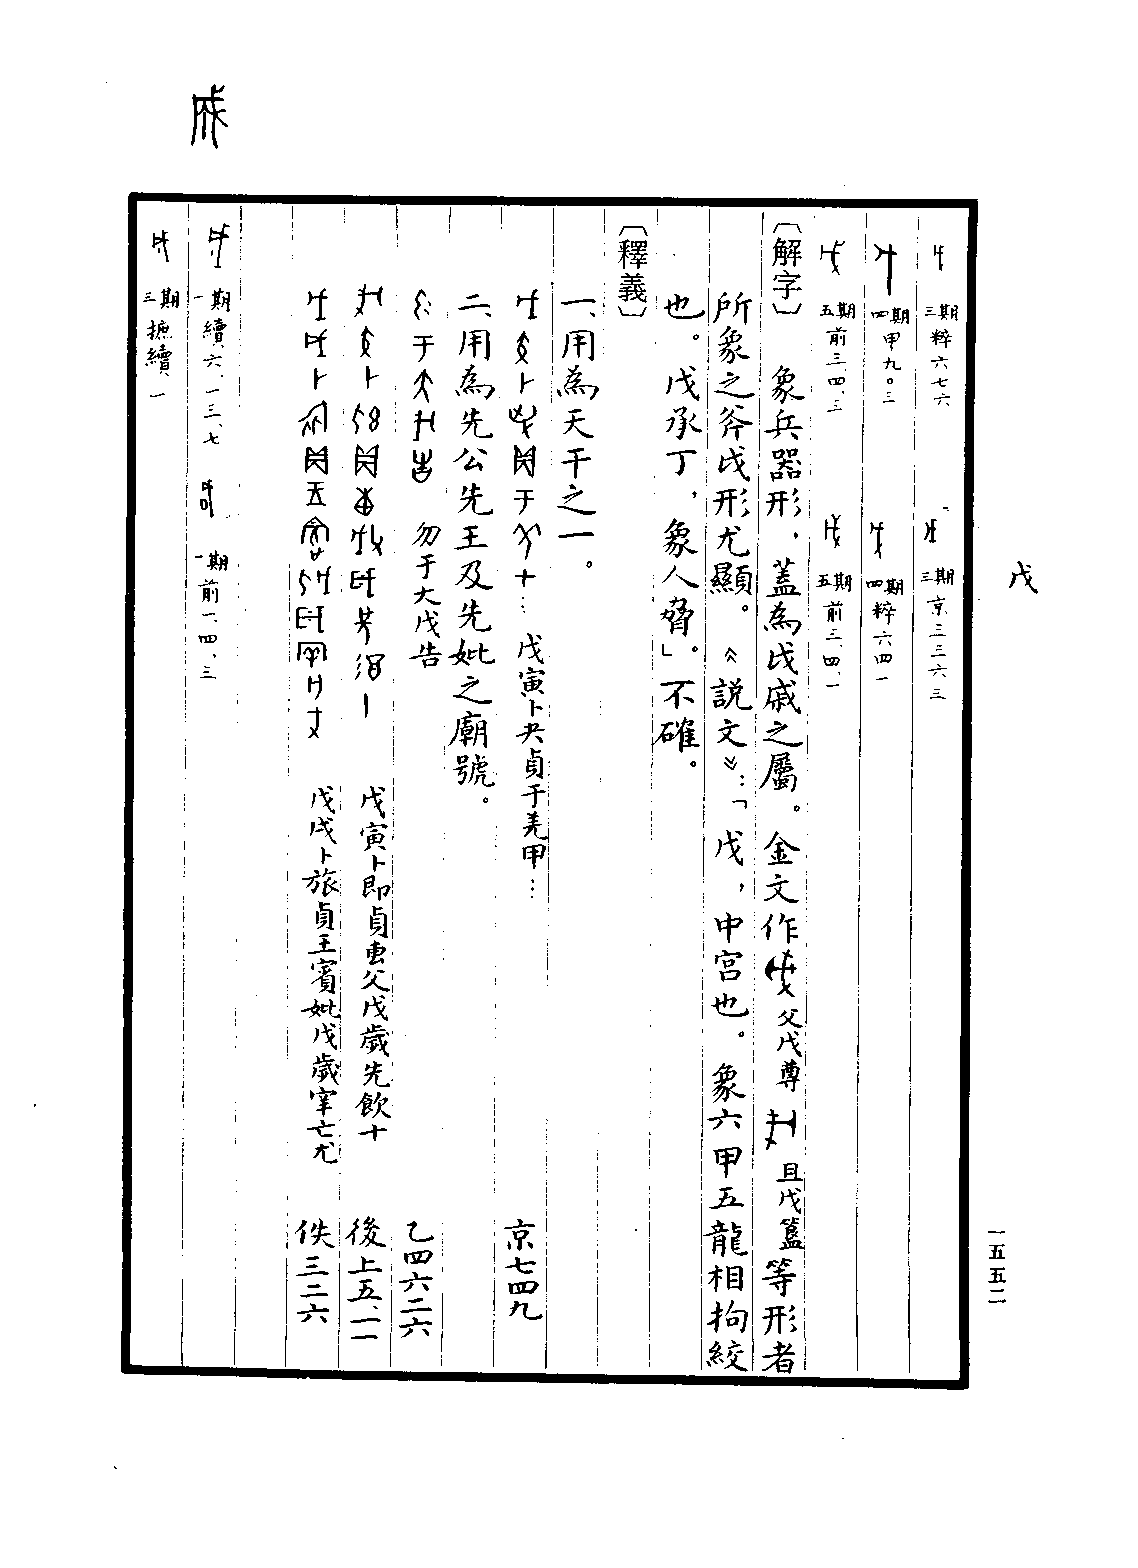 戊
一五五二
三期 粹六七六
三期 京三三六三
四期 甲九〇三
四期 粹六四一
五期 前三、四、三
五期 前三、四、一
〔解字〕 象兵器形，蓋為戉戚之屬。金文作 父戊尊 且戊簋 等形者
所象之斧戉形尤顯。《說文》：「戊，中宮也。象六甲五龍相拘絞
也。戊承丁，象人脅。」不確。
〔釋義〕
一、用為天干之一。
戊寅卜 貞于羌甲… 京七四九
二、用為先公先王及先妣之廟號。
勿于大戊告 乙四六二六
戊寅卜即貞叀父戊歲先飲十 後上五、一一
戊戌卜旅貞王賓妣戊歲宰亡尤 佚三二六
一期 續六、一三、七
一期 前一、四、三
三期 摭續一